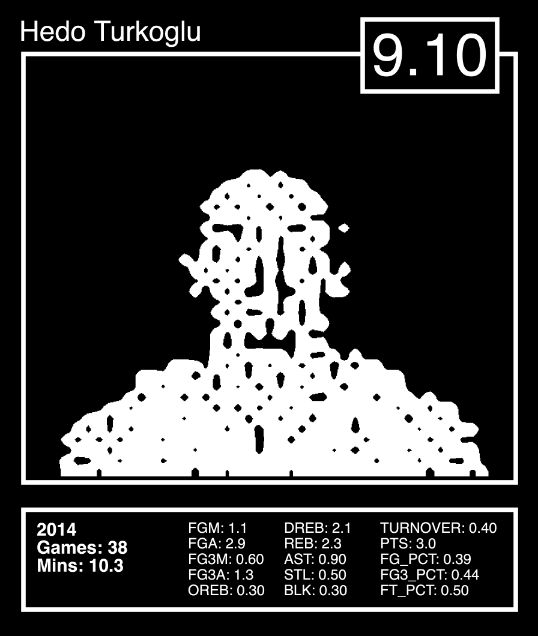 Hedo Turkoglu
9.10
2014
Games: 38
Mins: 10.3
FGM: 1.1
FGA: 2.9
FG3M: 0.60
FG3A: 1.3
OREB: 0.30
DREB: 2.1
REB: 2.3
AST: 0.90
STL: 0.50
BLK: 0.30
TURNOVER: 0.40
PTS: 3.0
FG_PCT: 0.39
FG3_PCT: 0.44
FT_PCT: 0.50